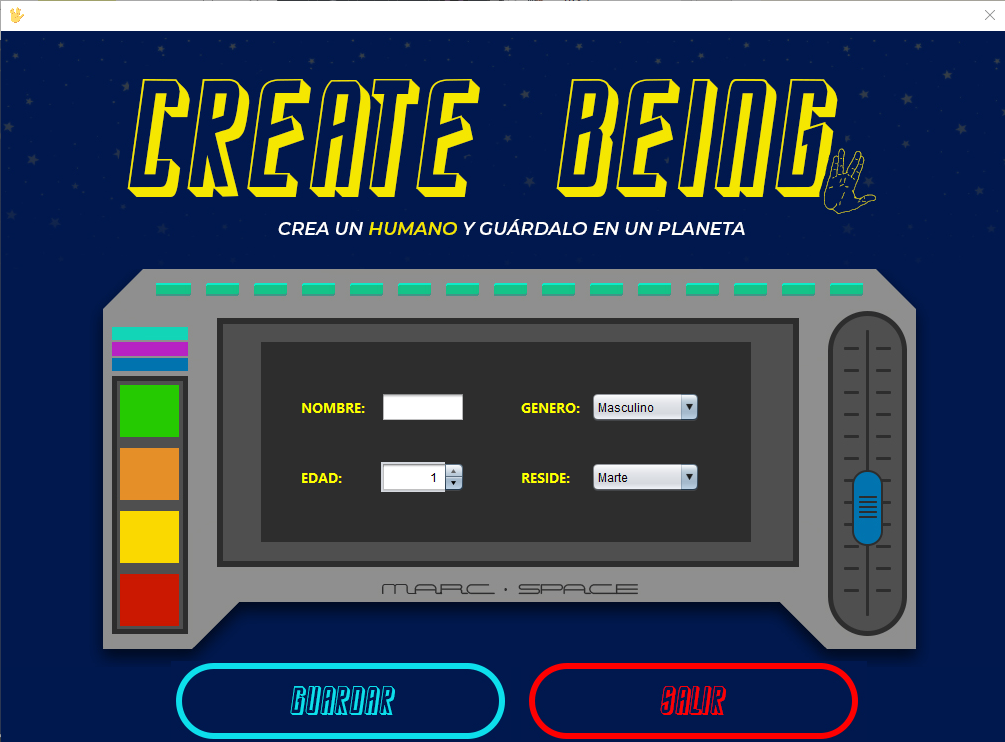 CREATE BEING
CREA UN HUMANO Y GUÁRDALO EN UN PLANETA
NOMBRE: GENERO: Masculino
EDAD: 1 RESIDE: Marte
MARC · SPACE
GUARDAR SALIR